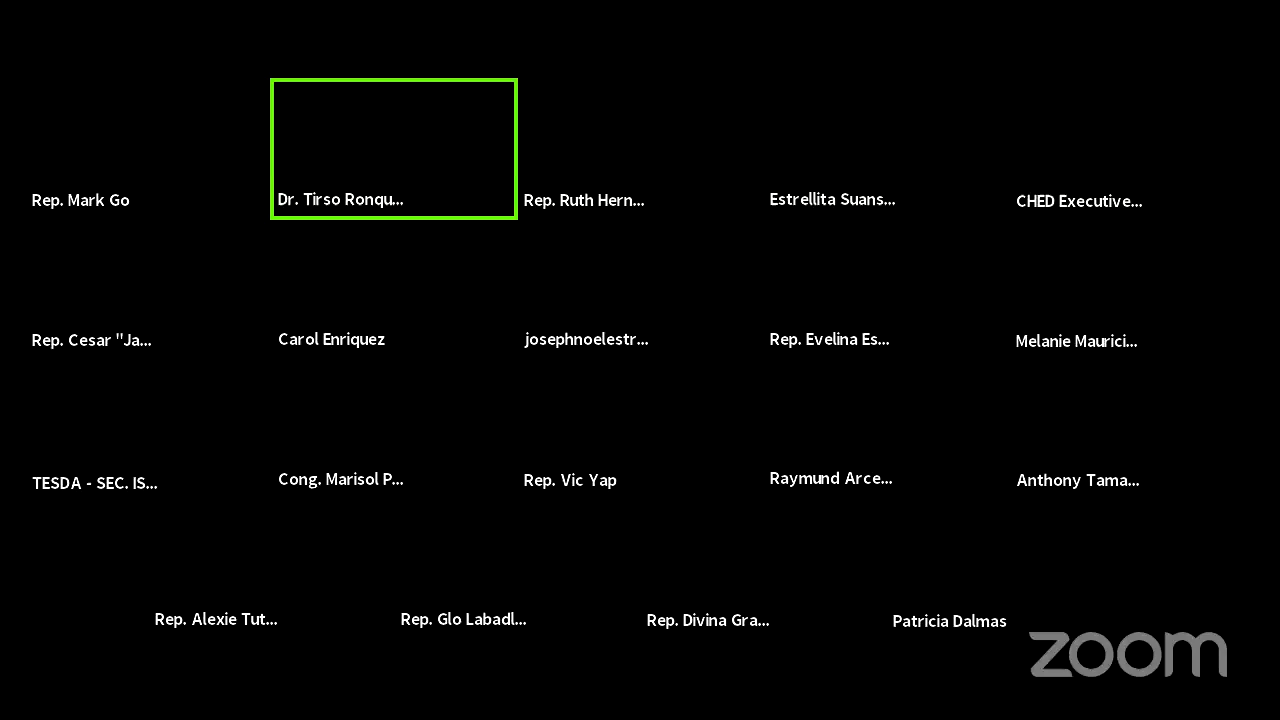 Rep. Mark Go
Dr. Tirso Ronqu...
Rep. Ruth Hern...
Estrellita Suans...
CHED Executive...
Rep. Cesar "Ja...
Carol Enriquez
josephnoelestr...
Rep. Evelina Es...
Melanie Maurici...
TESDA - SEC. IS...
Cong. Marisol P...
Rep. Vic Yap
Raymund Arce...
Anthony Tama...
Rep. Alexie Tut...
Rep. Glo Labadl...
Rep. Divina Gra...
Patricia Dalmas
zoom